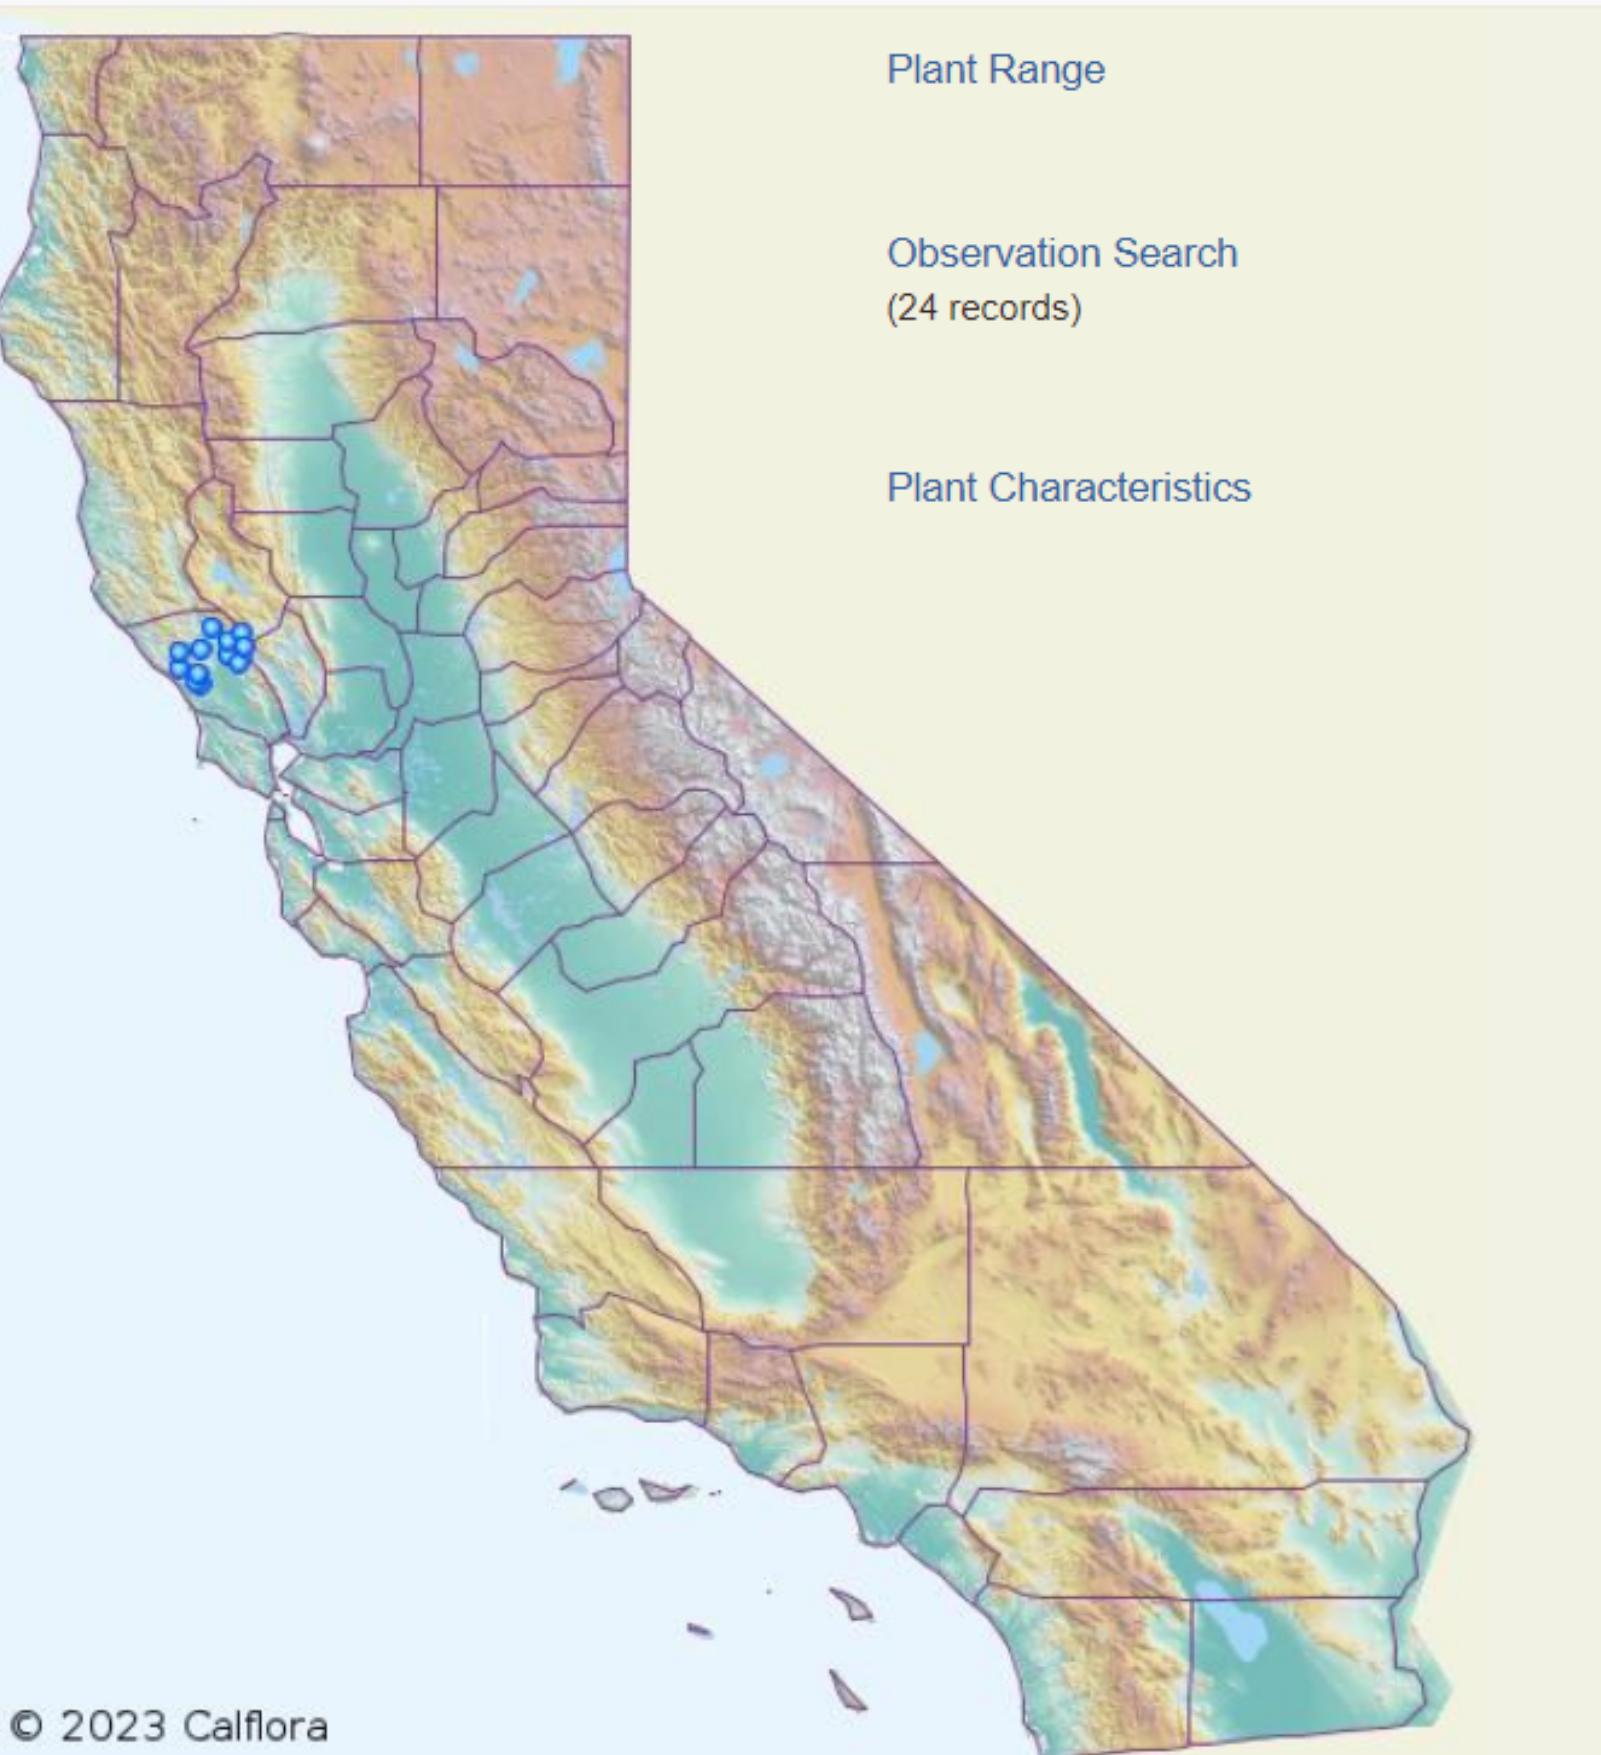 Plant Range
Observation Search
(24 records)
Plant Characteristics
© 2023 Calflora